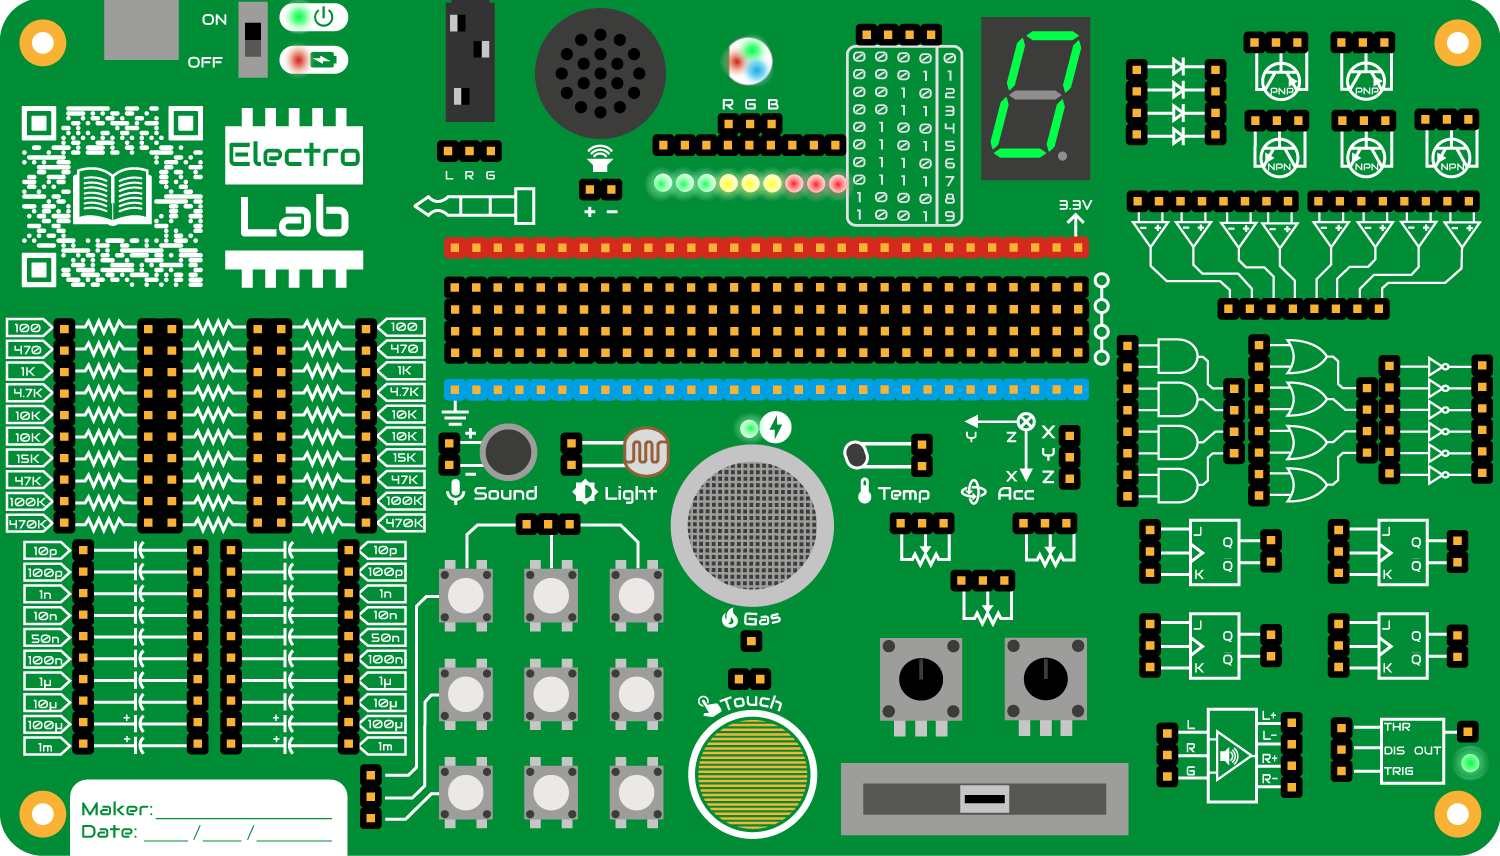 ON
OFF
Electro
Lab
L R G
+ −
R G B
0 0 0 0 0
0 0 0 1 1
0 0 1 0 2
0 0 1 1 3
0 1 0 0 4
0 1 0 1 5
0 1 1 0 6
0 1 1 1 7
1 0 0 0 8
1 0 0 1 9
3.3V
PNP PNP
NPN NPN NPN
− + − + − + − + − + − + − + − +
100 100
470 470
1K 1K
4.7K 4.7K
10K 10K
10K 10K
15K 15K
47K 47K
100K 100K
470K 470K
10p 10p
100p 100p
1n 1n
10n 10n
50n 50n
100n 100n
1μ 1μ
10μ 10μ
100μ + + 100μ
1m + + 1m
+
−
Sound
Light
Temp
Y Z X
X
Y
Z
Acc
Gas
Touch
J Q
K Q
J Q
K Q
J Q
K Q
J Q
K Q
L L+
R L-
G R+
R-
THR
DIS OUT
TRIG
Maker:
Date: / /